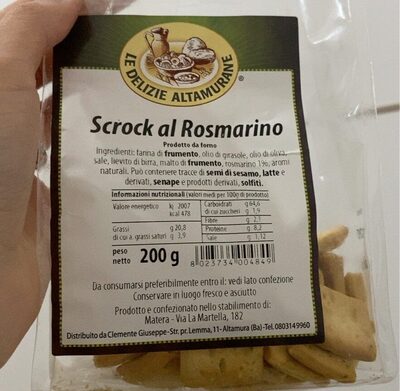 LE DELIZIE ALTAMURANE®
Scrock al Rosmarino
Prodotto da forno
Ingredienti: farina di frumento, olio di girasole, olio di oliva,
sale, lievito di birra, malto di frumento, rosmarino 1%, aromi
naturali. Può contenere tracce di semi di sesamo, latte e
derivati, senape e prodotti derivati, solfiti.
Informazioni nutrizionali (valori medi per 100g di prodotto)
Valore energetico kj 2007
kcal 478
Grassi g 20,8
di cui a. grassi saturi g 3,9
Carboidrati g 64,6
di cui zuccheri g 1,9
Fibre g 2,1
Proteine g 8,2
Sale g 1,12
peso
netto 200 g
8 023734 004849
Da consumarsi preferibilmente entro il: vedi lato confezione
Conservare in luogo fresco e asciutto
Prodotto e confezionato nello stabilimento di:
Matera - Via La Martella, 182
Distribuito da Clemente Giuseppe-Str. pr. Lemma, 11- Altamura (Ba)-Tel.0803149960